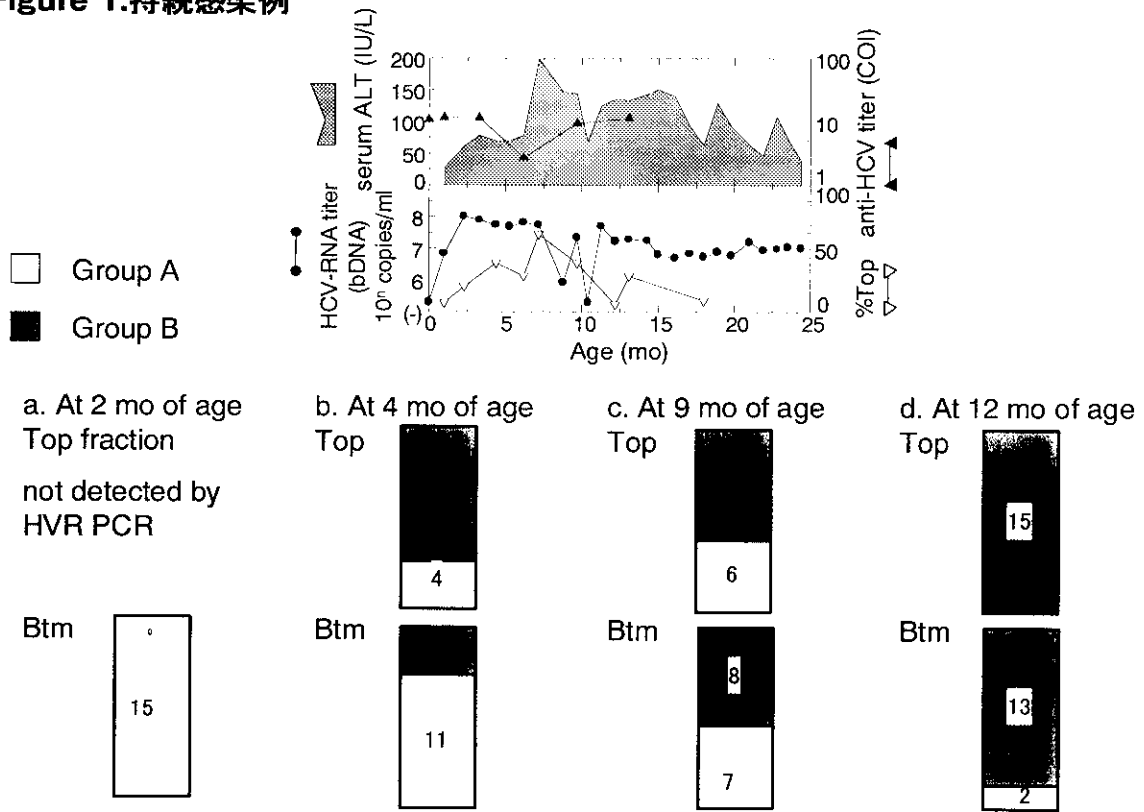 Figure 1.持続感染例
serum ALT (IU/L)
200
150
100
50
0
100
10
1
anti-HCV titer (COI)
HCV-RNA titer
(bDNA)
10ⁿ copies/ml
8
7
6
(-)
100
50
0
%Top
0 5 10 15 20 25
Age (mo)
Group A
Group B
a. At 2 mo of age
Top fraction
not detected by
HVR PCR
Btm
15
b. At 4 mo of age
Top
4
Btm
11
c. At 9 mo of age
Top
6
Btm
8
7
d. At 12 mo of age
Top
15
Btm
13
2